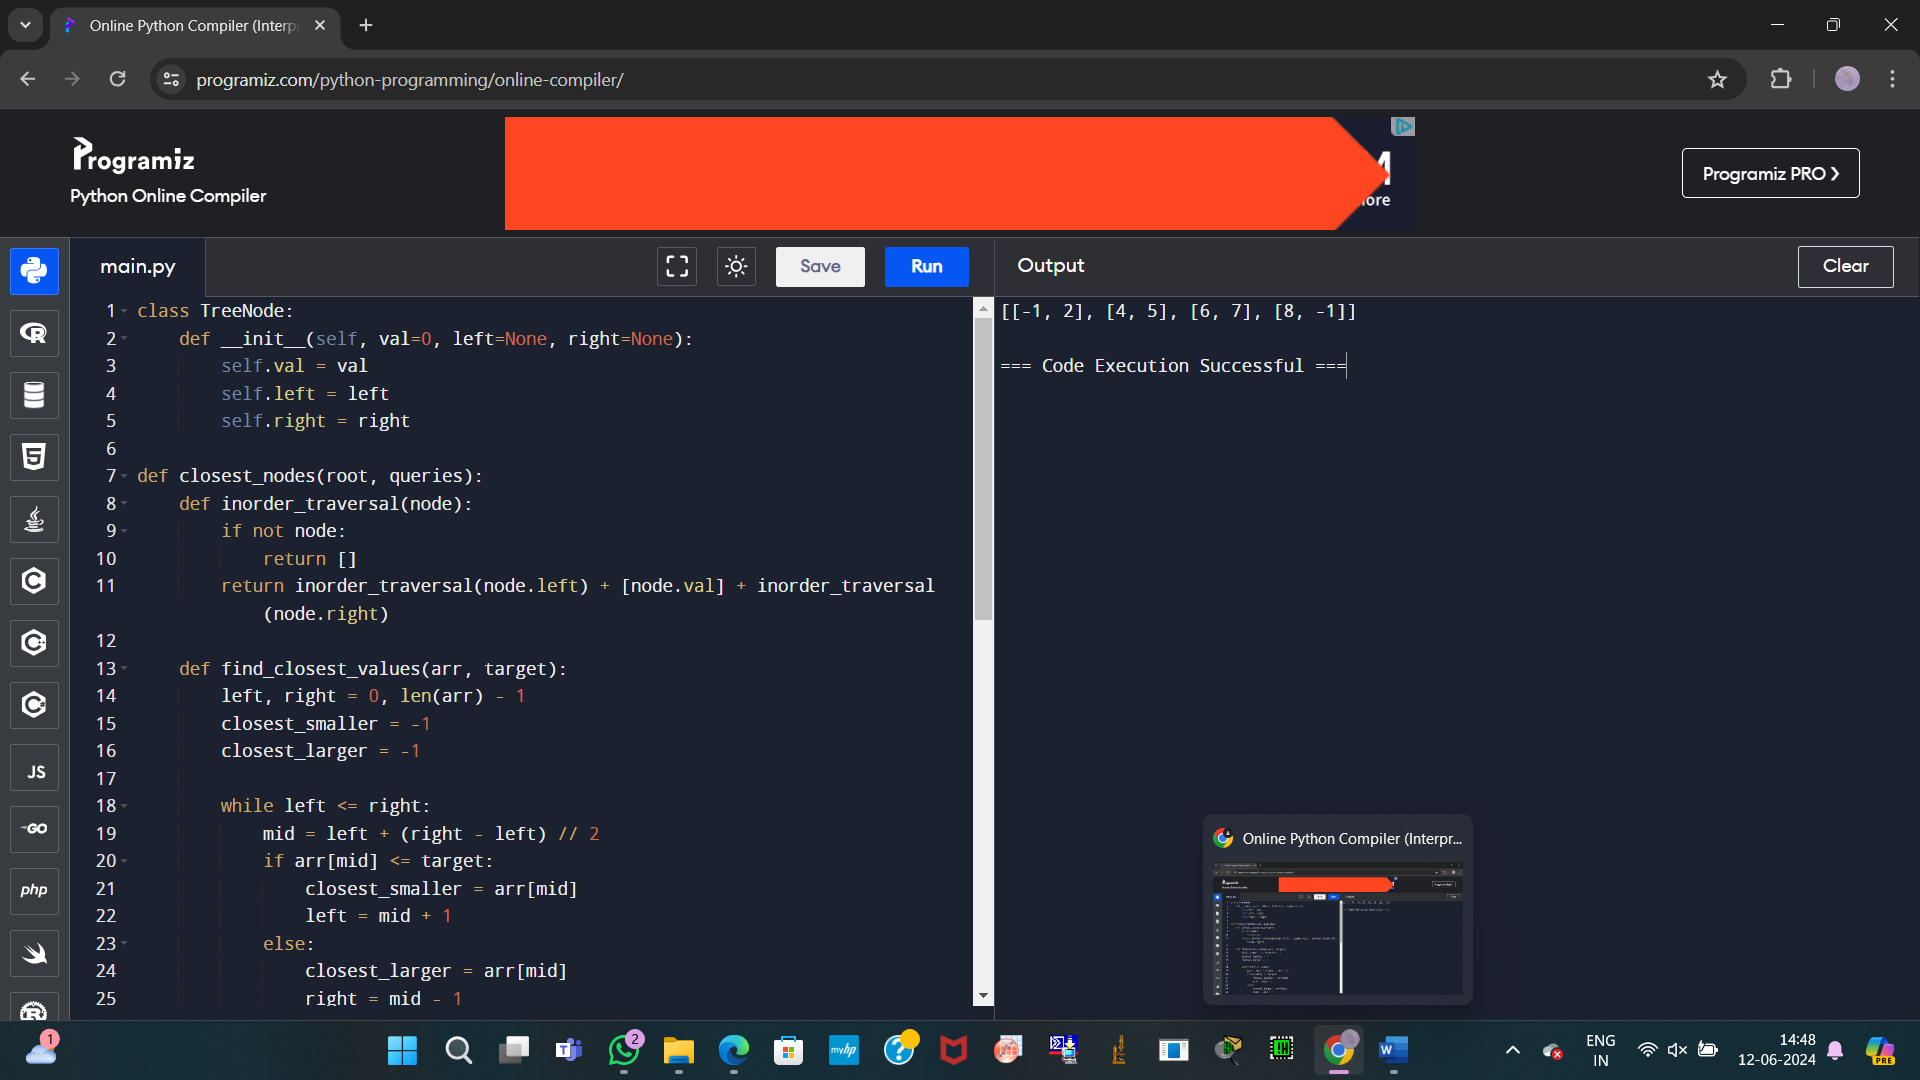 Online Python Compiler (Interp
programiz.com/python-programming/online-compiler/
Programiz
Python Online Compiler
Programiz PRO ❯
main.py
Save
Run
Output
Clear
1 class TreeNode:
2 def __init__(self, val=0, left=None, right=None):
3 self.val = val
4 self.left = left
5 self.right = right
6
7 def closest_nodes(root, queries):
8 def inorder_traversal(node):
9 if not node:
10 return []
11 return inorder_traversal(node.left) + [node.val] + inorder_traversal
(node.right)
12
13 def find_closest_values(arr, target):
14 left, right = 0, len(arr) - 1
15 closest_smaller = -1
16 closest_larger = -1
17
18 while left <= right:
19 mid = left + (right - left) // 2
20 if arr[mid] <= target:
21 closest_smaller = arr[mid]
22 left = mid + 1
23 else:
24 closest_larger = arr[mid]
25 right = mid - 1
[[-1, 2], [4, 5], [6, 7], [8, -1]]
=== Code Execution Successful ===
JS
GO
php
Online Python Compiler (Interpr...
1
2
myhp
ENG
IN
14:48
12-06-2024
PRE